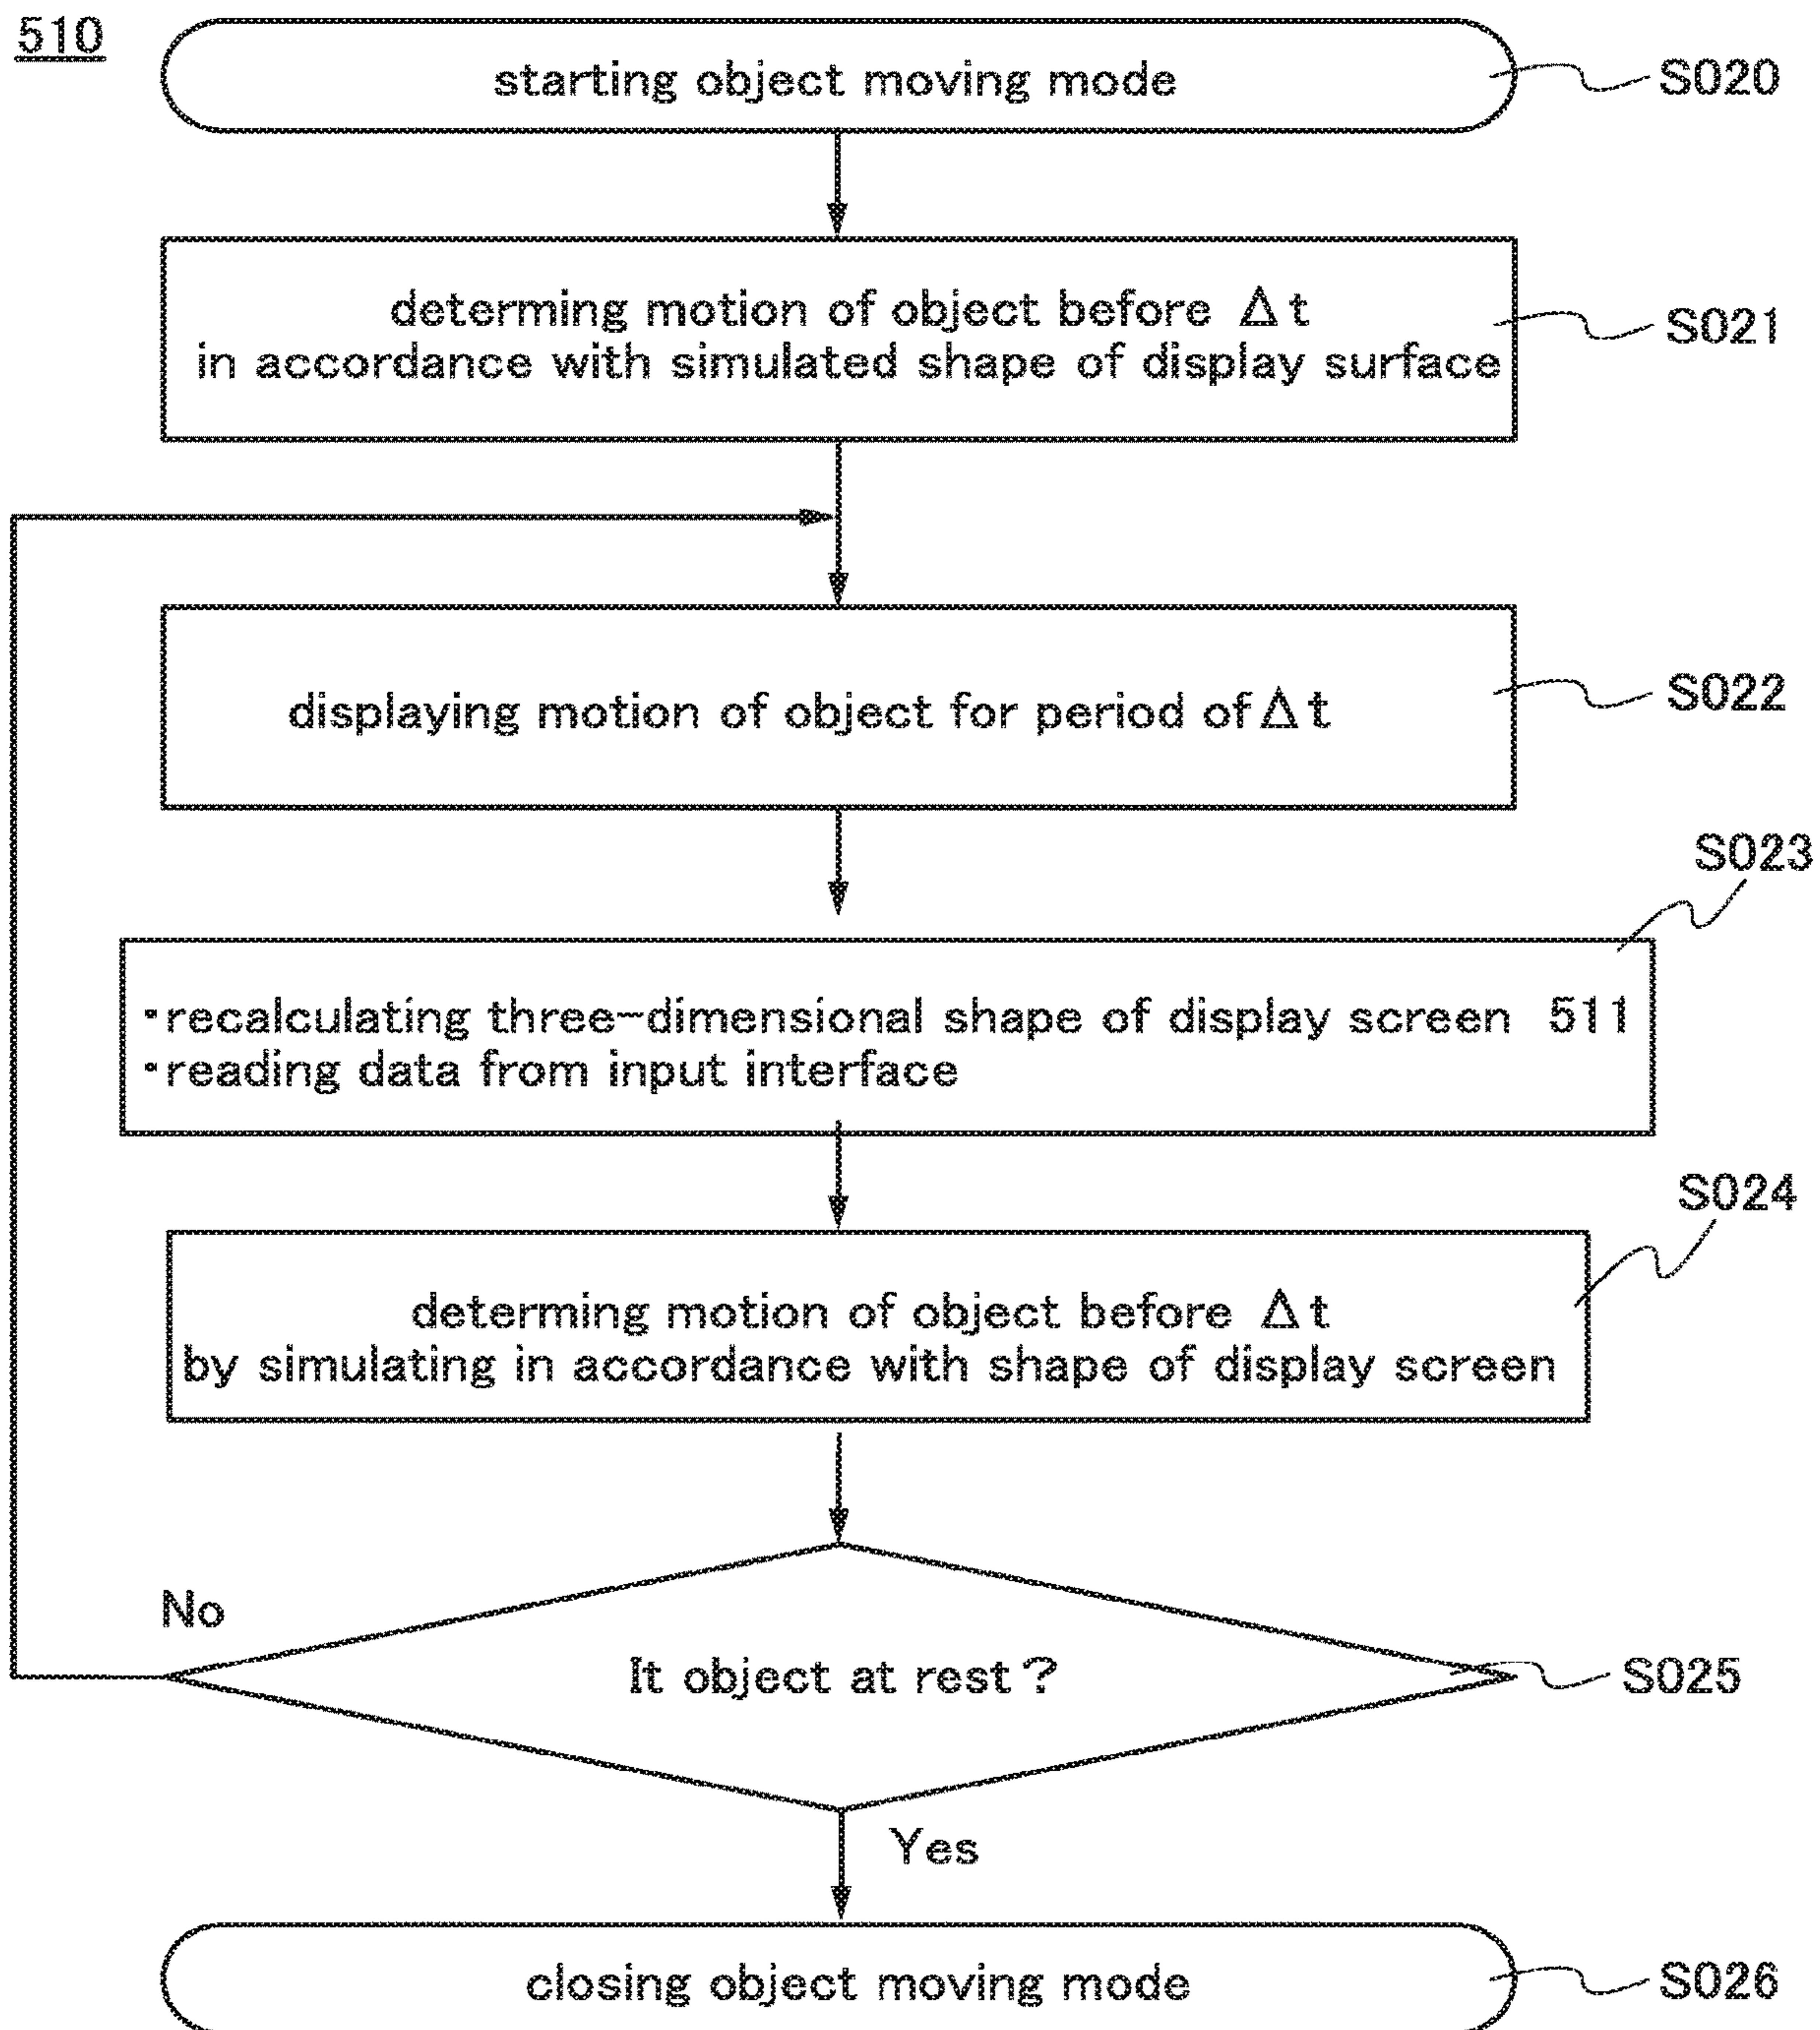 510
starting object moving mode
S020
determing motion of object before Δt
in accordance with simulated shape of display surface
S021
displaying motion of object for period of Δt
S022
S023
・recalculating three-dimensional shape of display screen 511
・reading data from input interface
S024
determing motion of object before Δt
by simulating in accordance with shape of display screen
No
It object at rest?
S025
Yes
closing object moving mode
S026